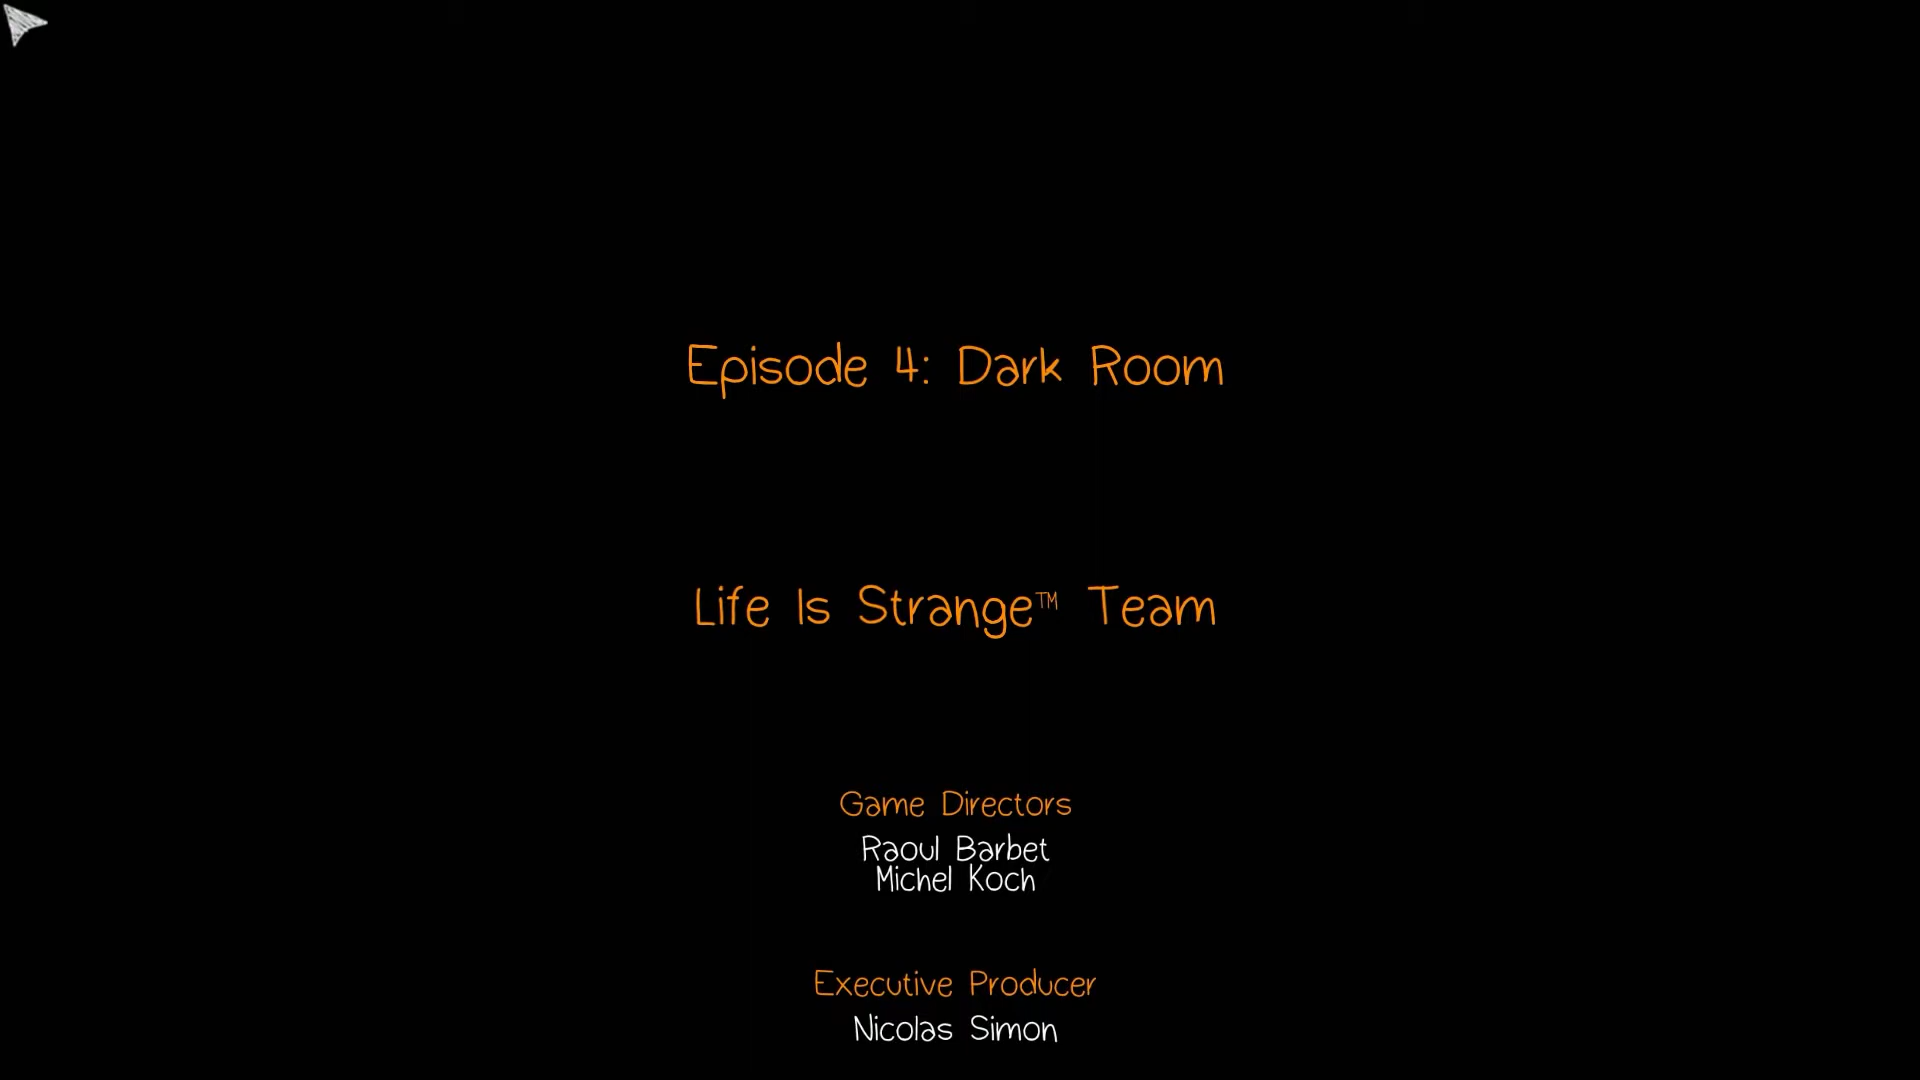 Episode 4: Dark Room
Life Is Strange™ Team
Game Directors
Raoul Barbet
Michel Koch
Executive Producer
Nicolas Simon